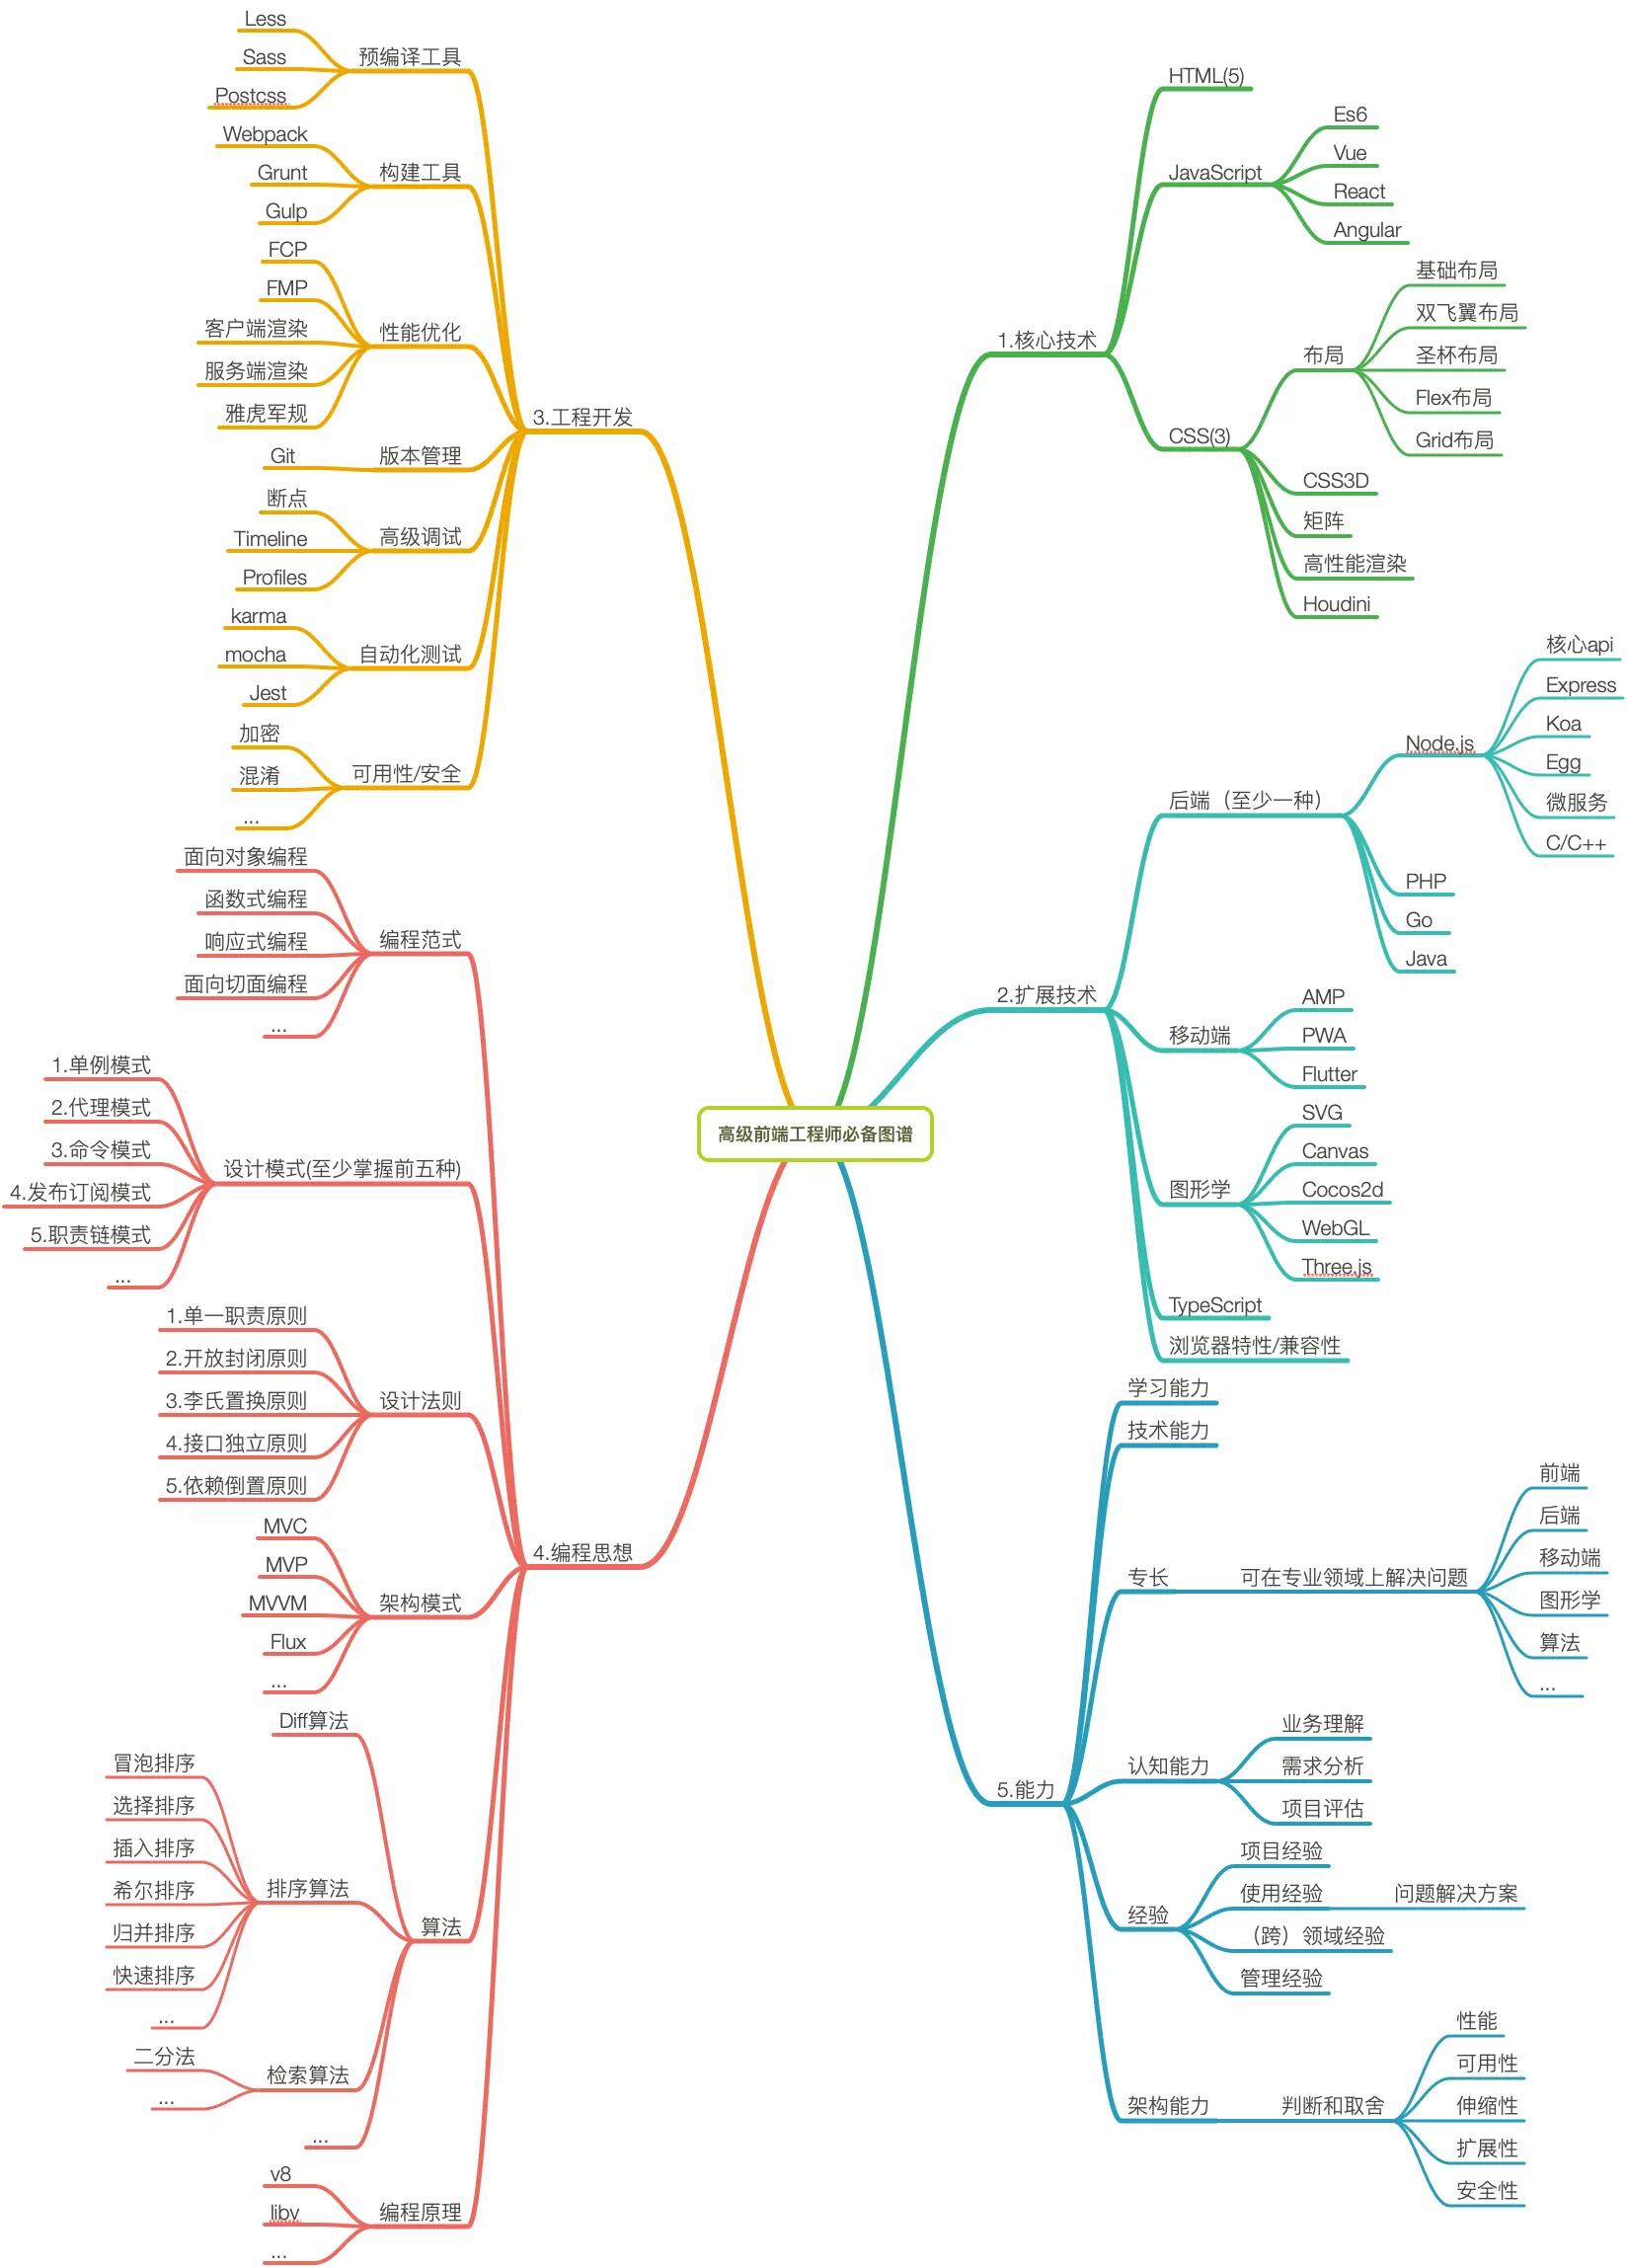 高级前端工程师必备图谱
1.核心技术
HTML(5)
JavaScript
Es6
Vue
React
Angular
CSS(3)
布局
基础布局
双飞翼布局
圣杯布局
Flex布局
Grid布局
CSS3D
矩阵
高性能渲染
Houdini
2.扩展技术
后端（至少一种）
Node.js
核心api
Express
Koa
Egg
微服务
C/C++
PHP
Go
Java
移动端
AMP
PWA
Flutter
图形学
SVG
Canvas
Cocos2d
WebGL
Three.js
TypeScript
浏览器特性/兼容性
3.工程开发
预编译工具
Less
Sass
Postcss
构建工具
Webpack
Grunt
Gulp
性能优化
FCP
FMP
客户端渲染
服务端渲染
雅虎军规
版本管理
Git
高级调试
断点
Timeline
Profiles
自动化测试
karma
mocha
Jest
可用性/安全
加密
混淆
...
4.编程思想
编程范式
面向对象编程
函数式编程
响应式编程
面向切面编程
...
设计模式(至少掌握前五种)
1.单例模式
2.代理模式
3.命令模式
4.发布订阅模式
5.职责链模式
...
设计法则
1.单一职责原则
2.开放封闭原则
3.李氏置换原则
4.接口独立原则
5.依赖倒置原则
架构模式
MVC
MVP
MVVM
Flux
...
算法
Diff算法
排序算法
冒泡排序
选择排序
插入排序
希尔排序
归并排序
快速排序
...
检索算法
二分法
...
...
编程原理
v8
libv
...
5.能力
学习能力
技术能力
专长
可在专业领域上解决问题
前端
后端
移动端
图形学
算法
...
认知能力
业务理解
需求分析
项目评估
经验
项目经验
使用经验
问题解决方案
（跨）领域经验
管理经验
架构能力
判断和取舍
性能
可用性
伸缩性
扩展性
安全性